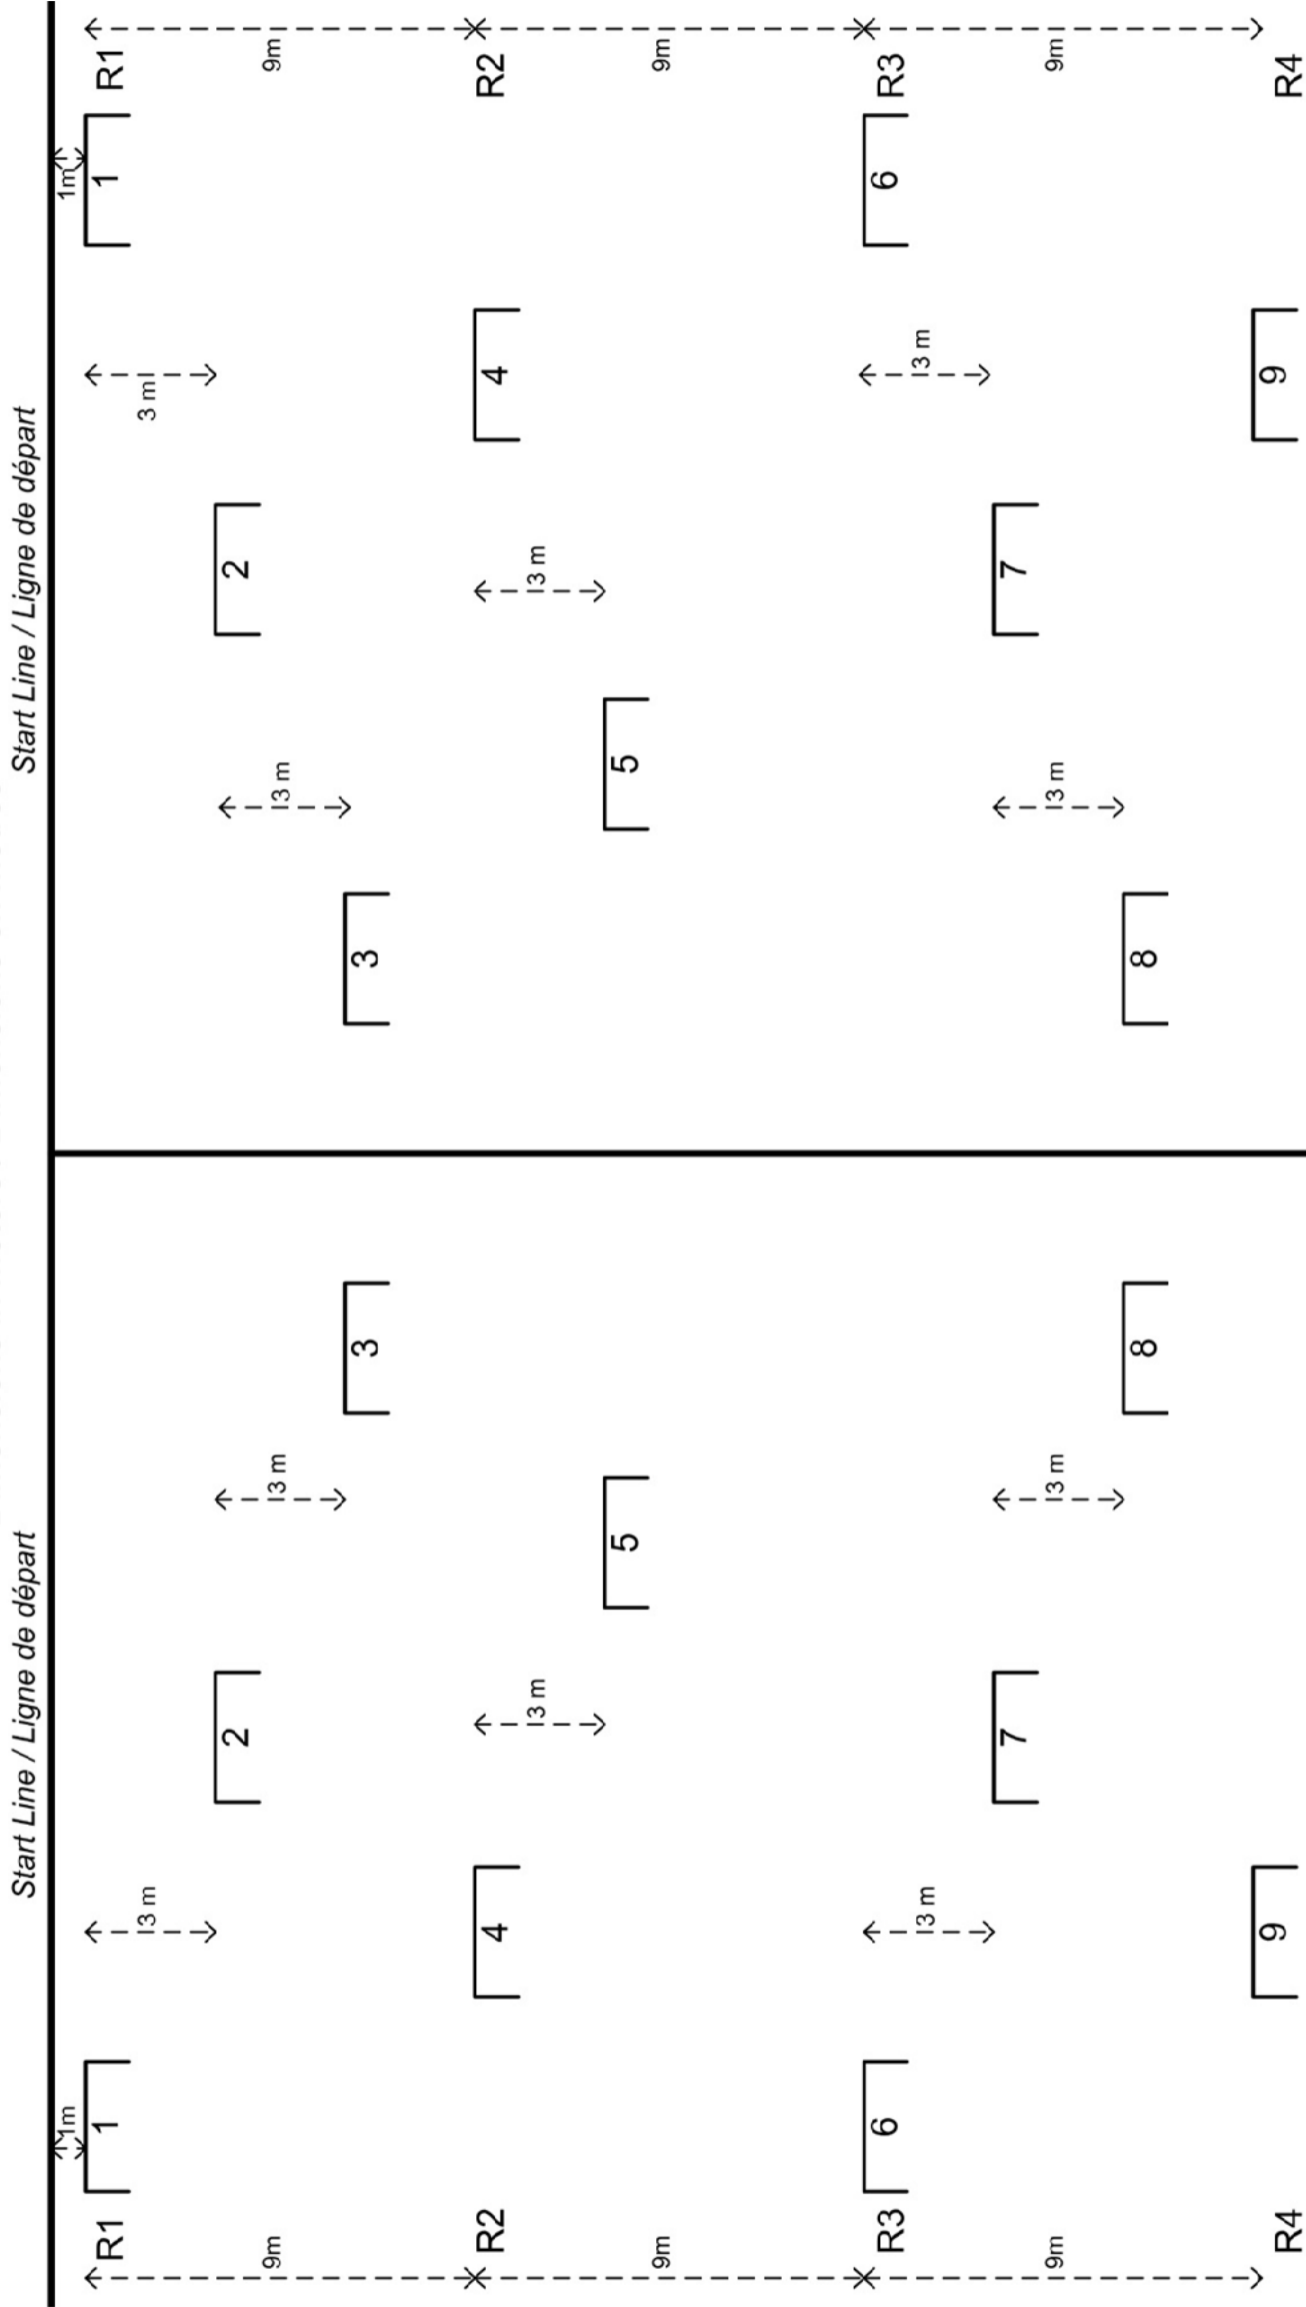 Start Line / Ligne de départ Start Line / Ligne de départ
1m 1m
R1 1 1 R1
3 m 3 m
2 2
9m 3 m 3 m 9m
3 3
R2 4 4 R2
3 m 3 m
5 5
9m 9m
R3 6 6 R3
3 m 3 m
7 7
9m 3 m 3 m 9m
8 8
R4 9 9 R4